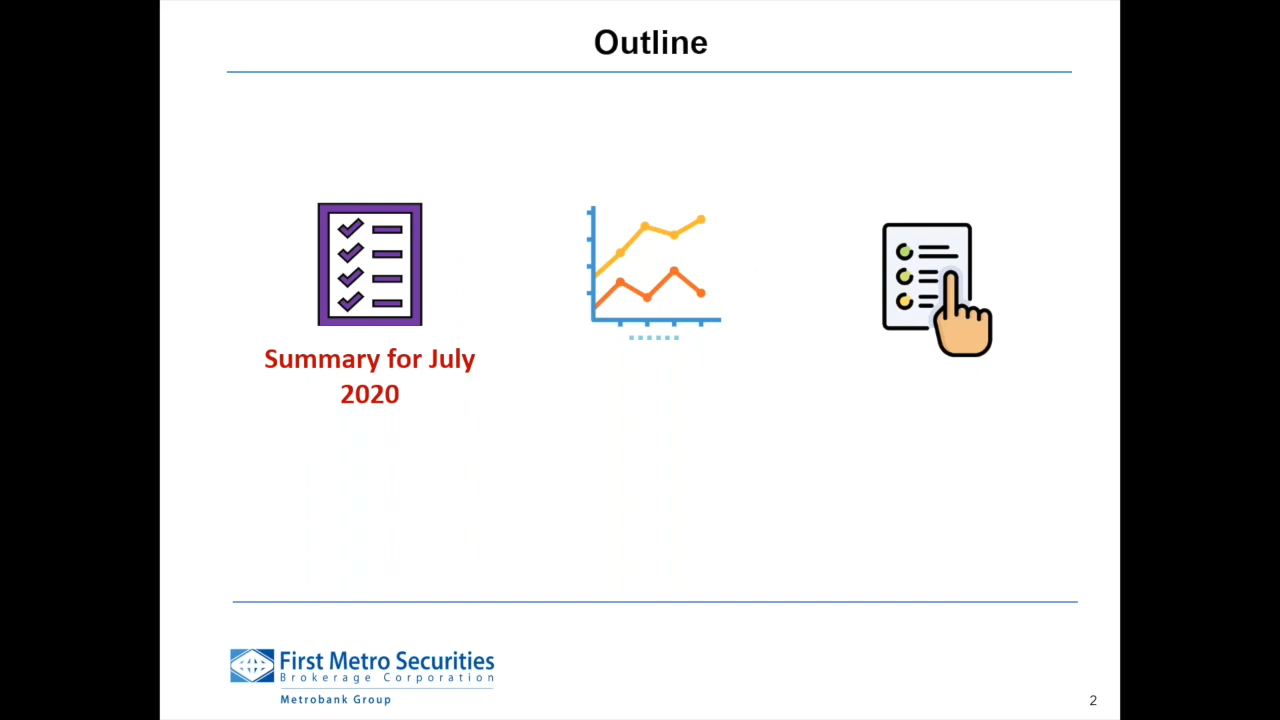 Outline
Summary for July
2020
First Metro Securities
Brokerage Corporation
Metrobank Group
2